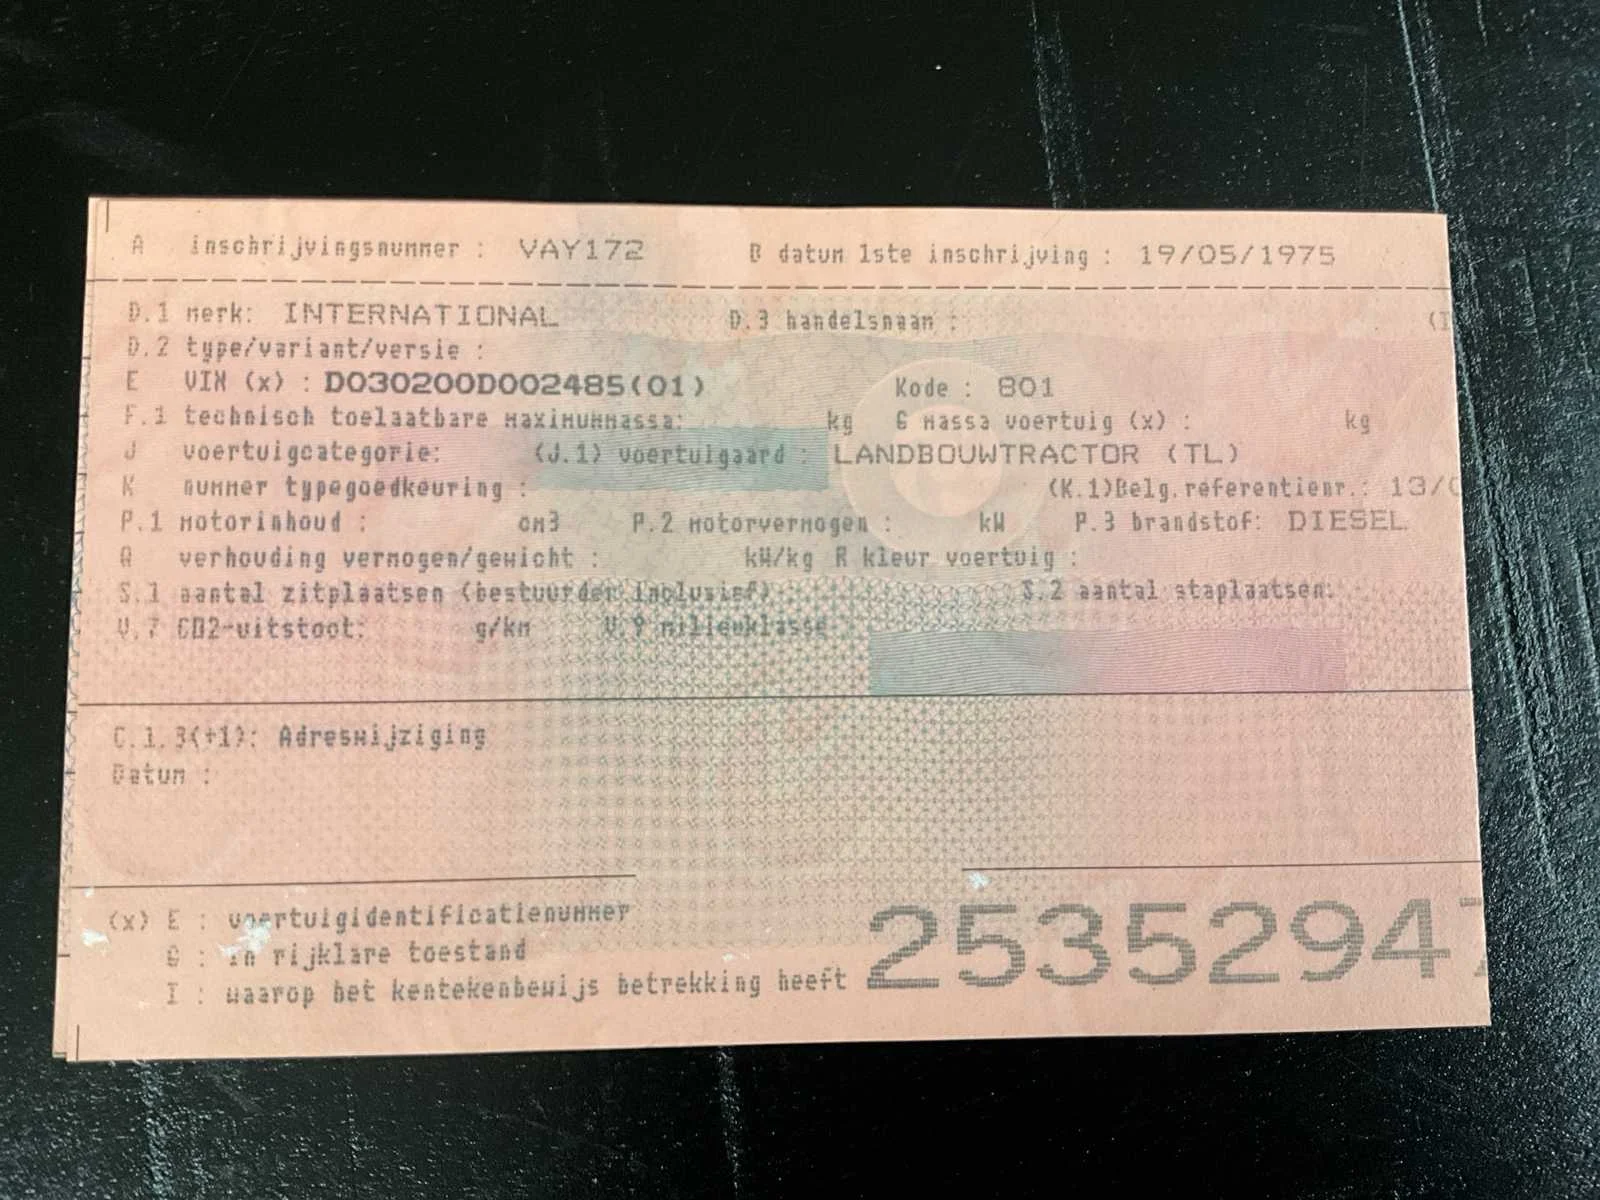 A inschrijvingsnummer : VAY172 B datum 1ste inschrijving : 19/05/1975
D.1 merk: INTERNATIONAL D.3 handelsnaam : (I
D.2 type/variant/versie :
E VIN (x) : D030200D002485(01) Kode : 801
F.1 technisch toelaatbare maximummassa: kg G massa voertuig (x) : kg
J voertuigcategorie: (J.1) voertuigaard : LANDBOUWTRACTOR (TL)
K nummer typegoedkeuring : (K.1)Belg.referentienr.: 13/0
P.1 motorinhoud : cm3 P.2 motorvermogen : kW P.3 brandstof: DIESEL
Q verhouding vermogen/gewicht : kW/kg R kleur voertuig :
S.1 aantal zitplaatsen (bestuurder inclusief): S.2 aantal staplaatsen:
V.7 CO2-uitstoot: g/km V.9 milieuklasse
C.1.3(+1): Adreswijziging
Datum :
(x) E : voertuigidentificatienummer
G : in rijklare toestand
I : waarop het kentekenbewijs betrekking heeft
25352947